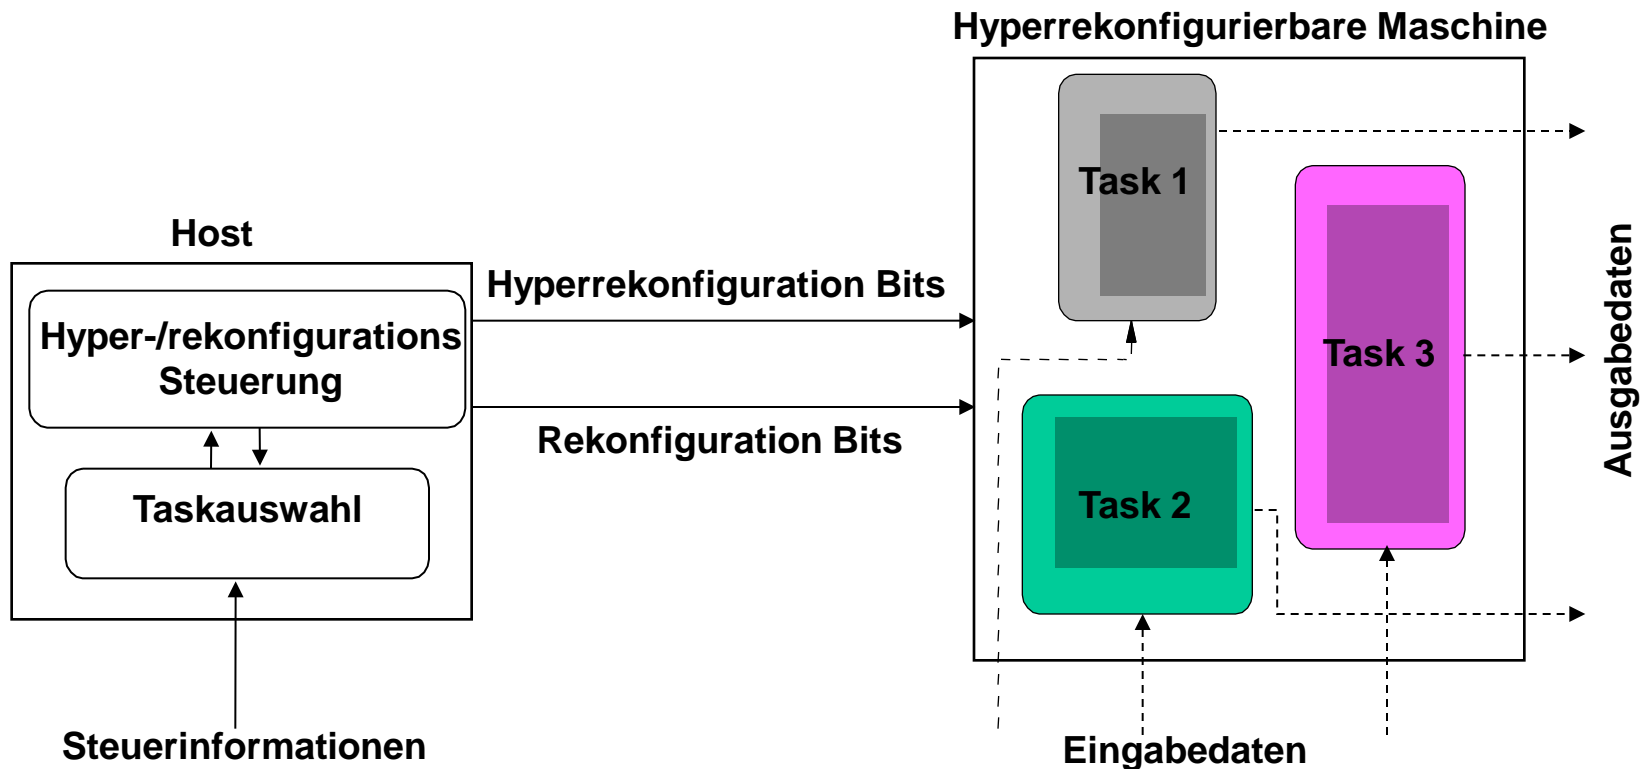 Hyperrekonfigurierbare Maschine
Host
Hyper-/rekonfigurations
Steuerung
Taskauswahl
Steuerinformationen
Hyperrekonfiguration Bits
Rekonfiguration Bits
Task 1
Task 2
Task 3
Eingabedaten
Ausgabedaten